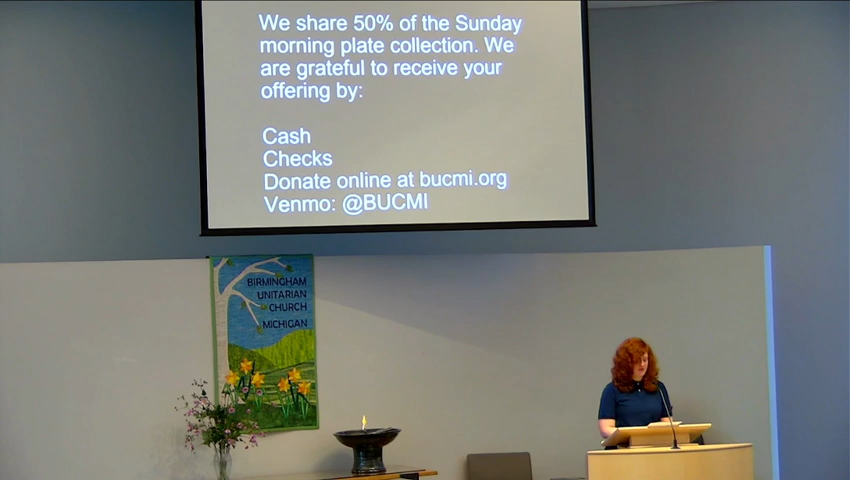 We share 50% of the Sunday
morning plate collection. We
are grateful to receive your
offering by:
Cash
Checks
Donate online at bucmi.org
Venmo: @BUCMI
BIRMINGHAM
UNITARIAN
CHURCH
MICHIGAN